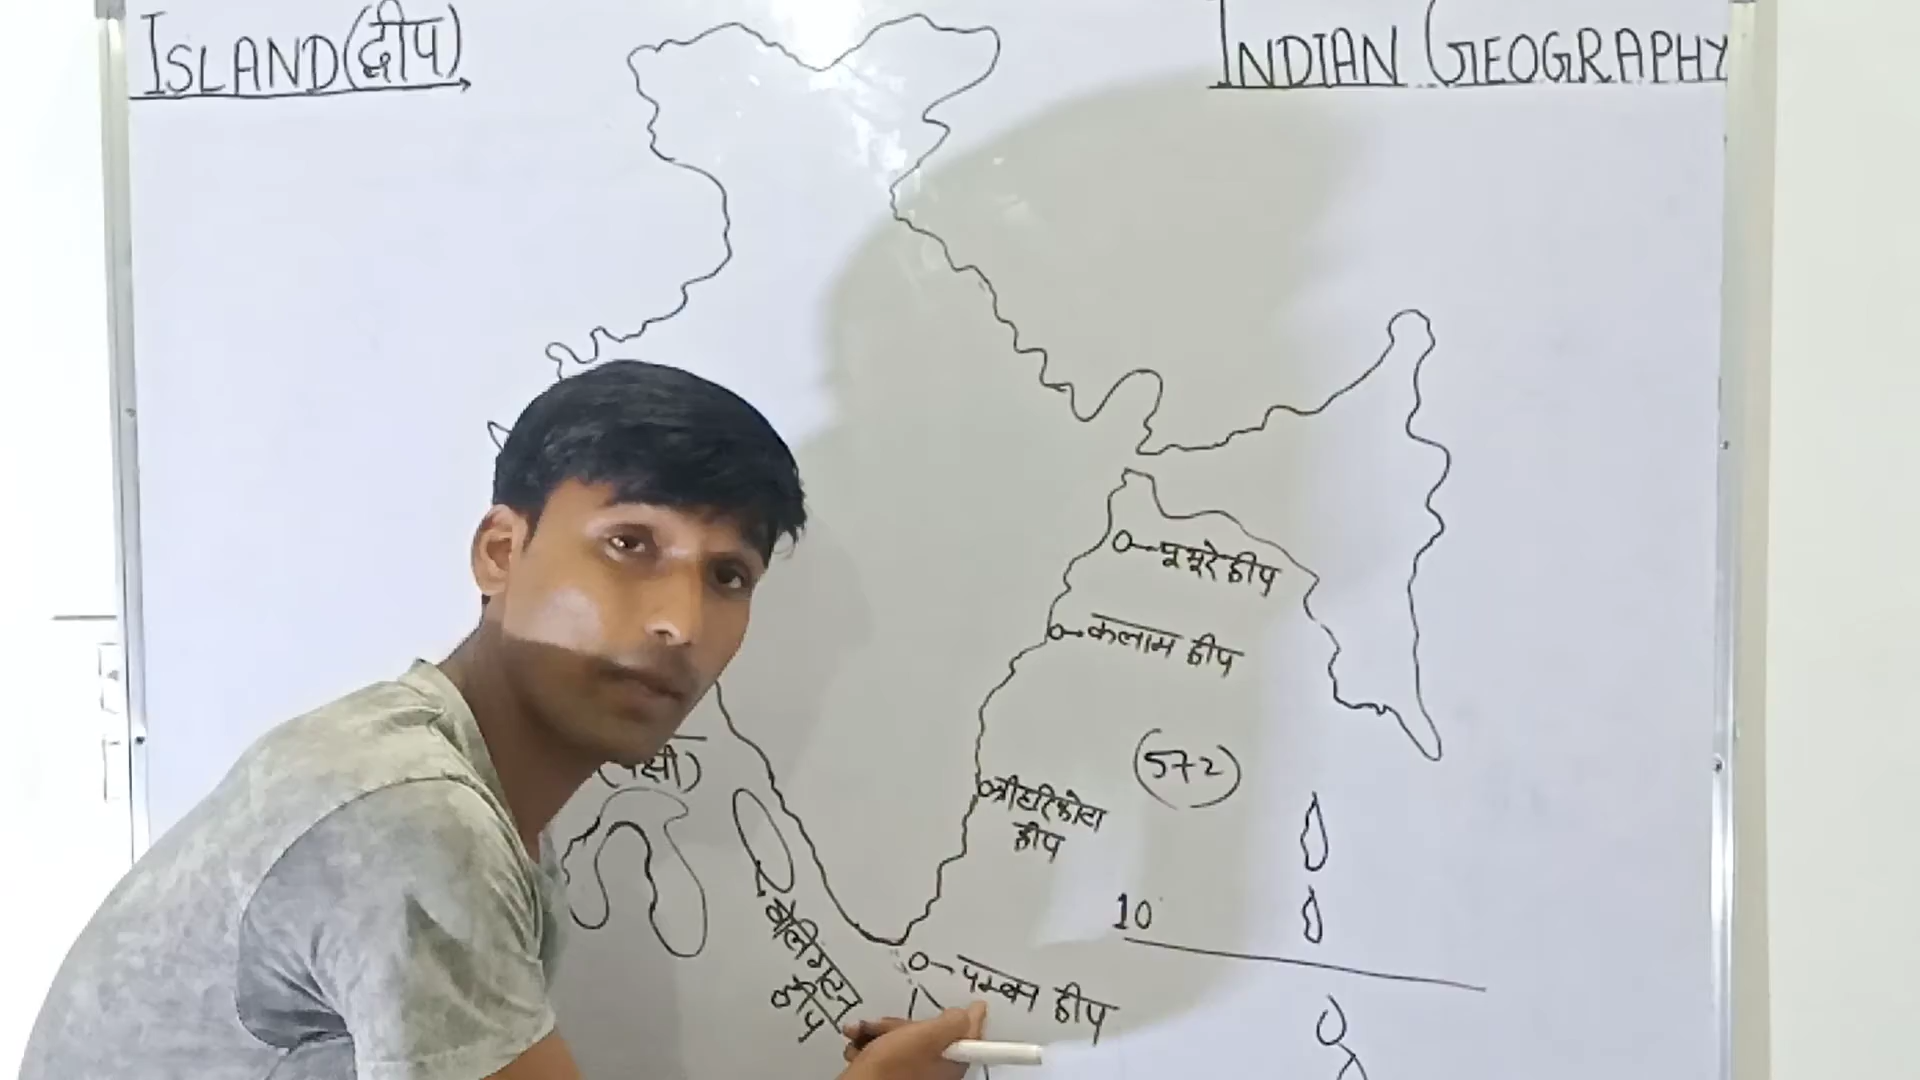 ISLAND(द्वीप)
INDIAN GEOGRAPHY
पूमूरे द्वीप
कलाम द्वीप
(572)
श्रीहरिकोटा
द्वीप
10
पम्बन द्वीप
द्वीप